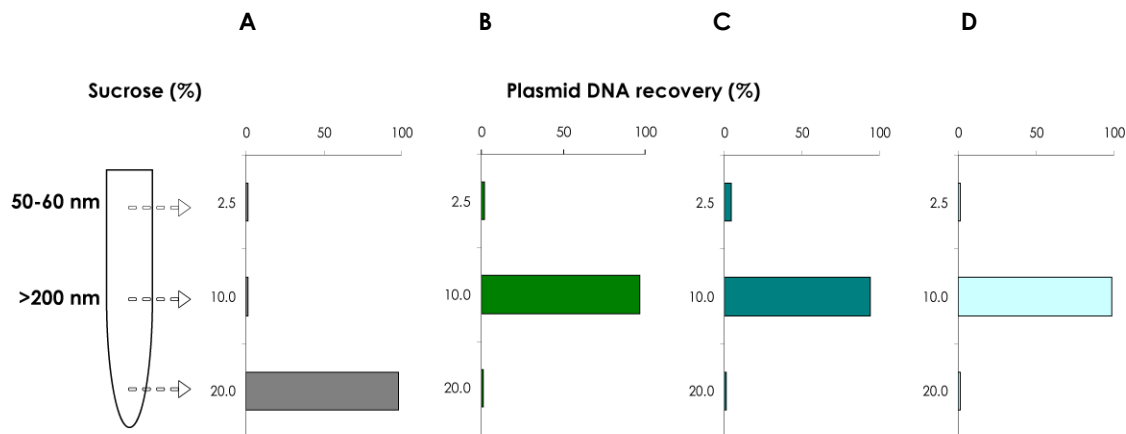 A B C D
Sucrose (%) Plasmid DNA recovery (%)
0 50 100 0 50 100 0 50 100 0 50 100
50-60 nm 2.5 2.5 2.5 2.5
>200 nm 10.0 10.0 10.0 10.0
20.0 20.0 20.0 20.0